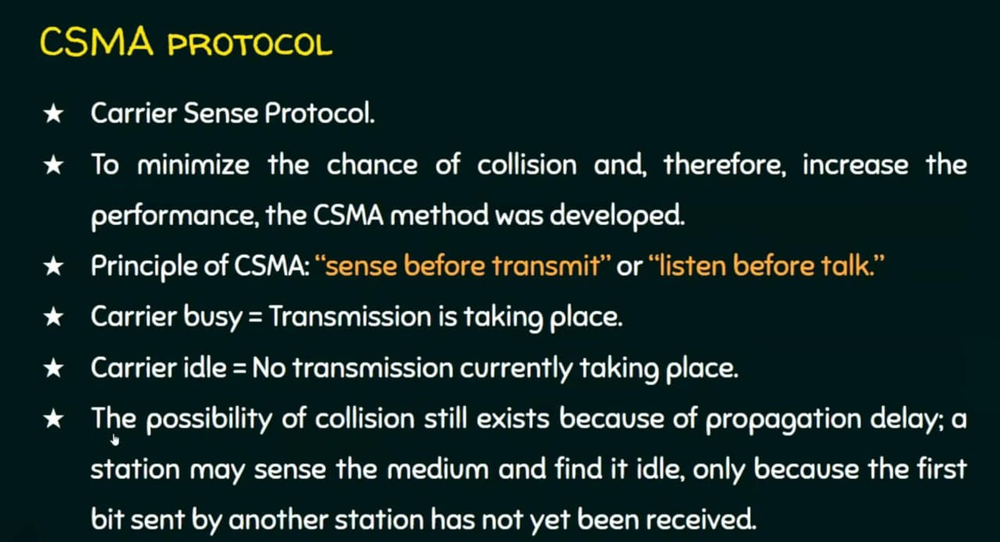 CSMA PROTOCOL
★ Carrier Sense Protocol.
★ To minimize the chance of collision and, therefore, increase the
performance, the CSMA method was developed.
★ Principle of CSMA: “sense before transmit” or “listen before talk.”
★ Carrier busy = Transmission is taking place.
★ Carrier idle = No transmission currently taking place.
★ The possibility of collision still exists because of propagation delay; a
station may sense the medium and find it idle, only because the first
bit sent by another station has not yet been received.